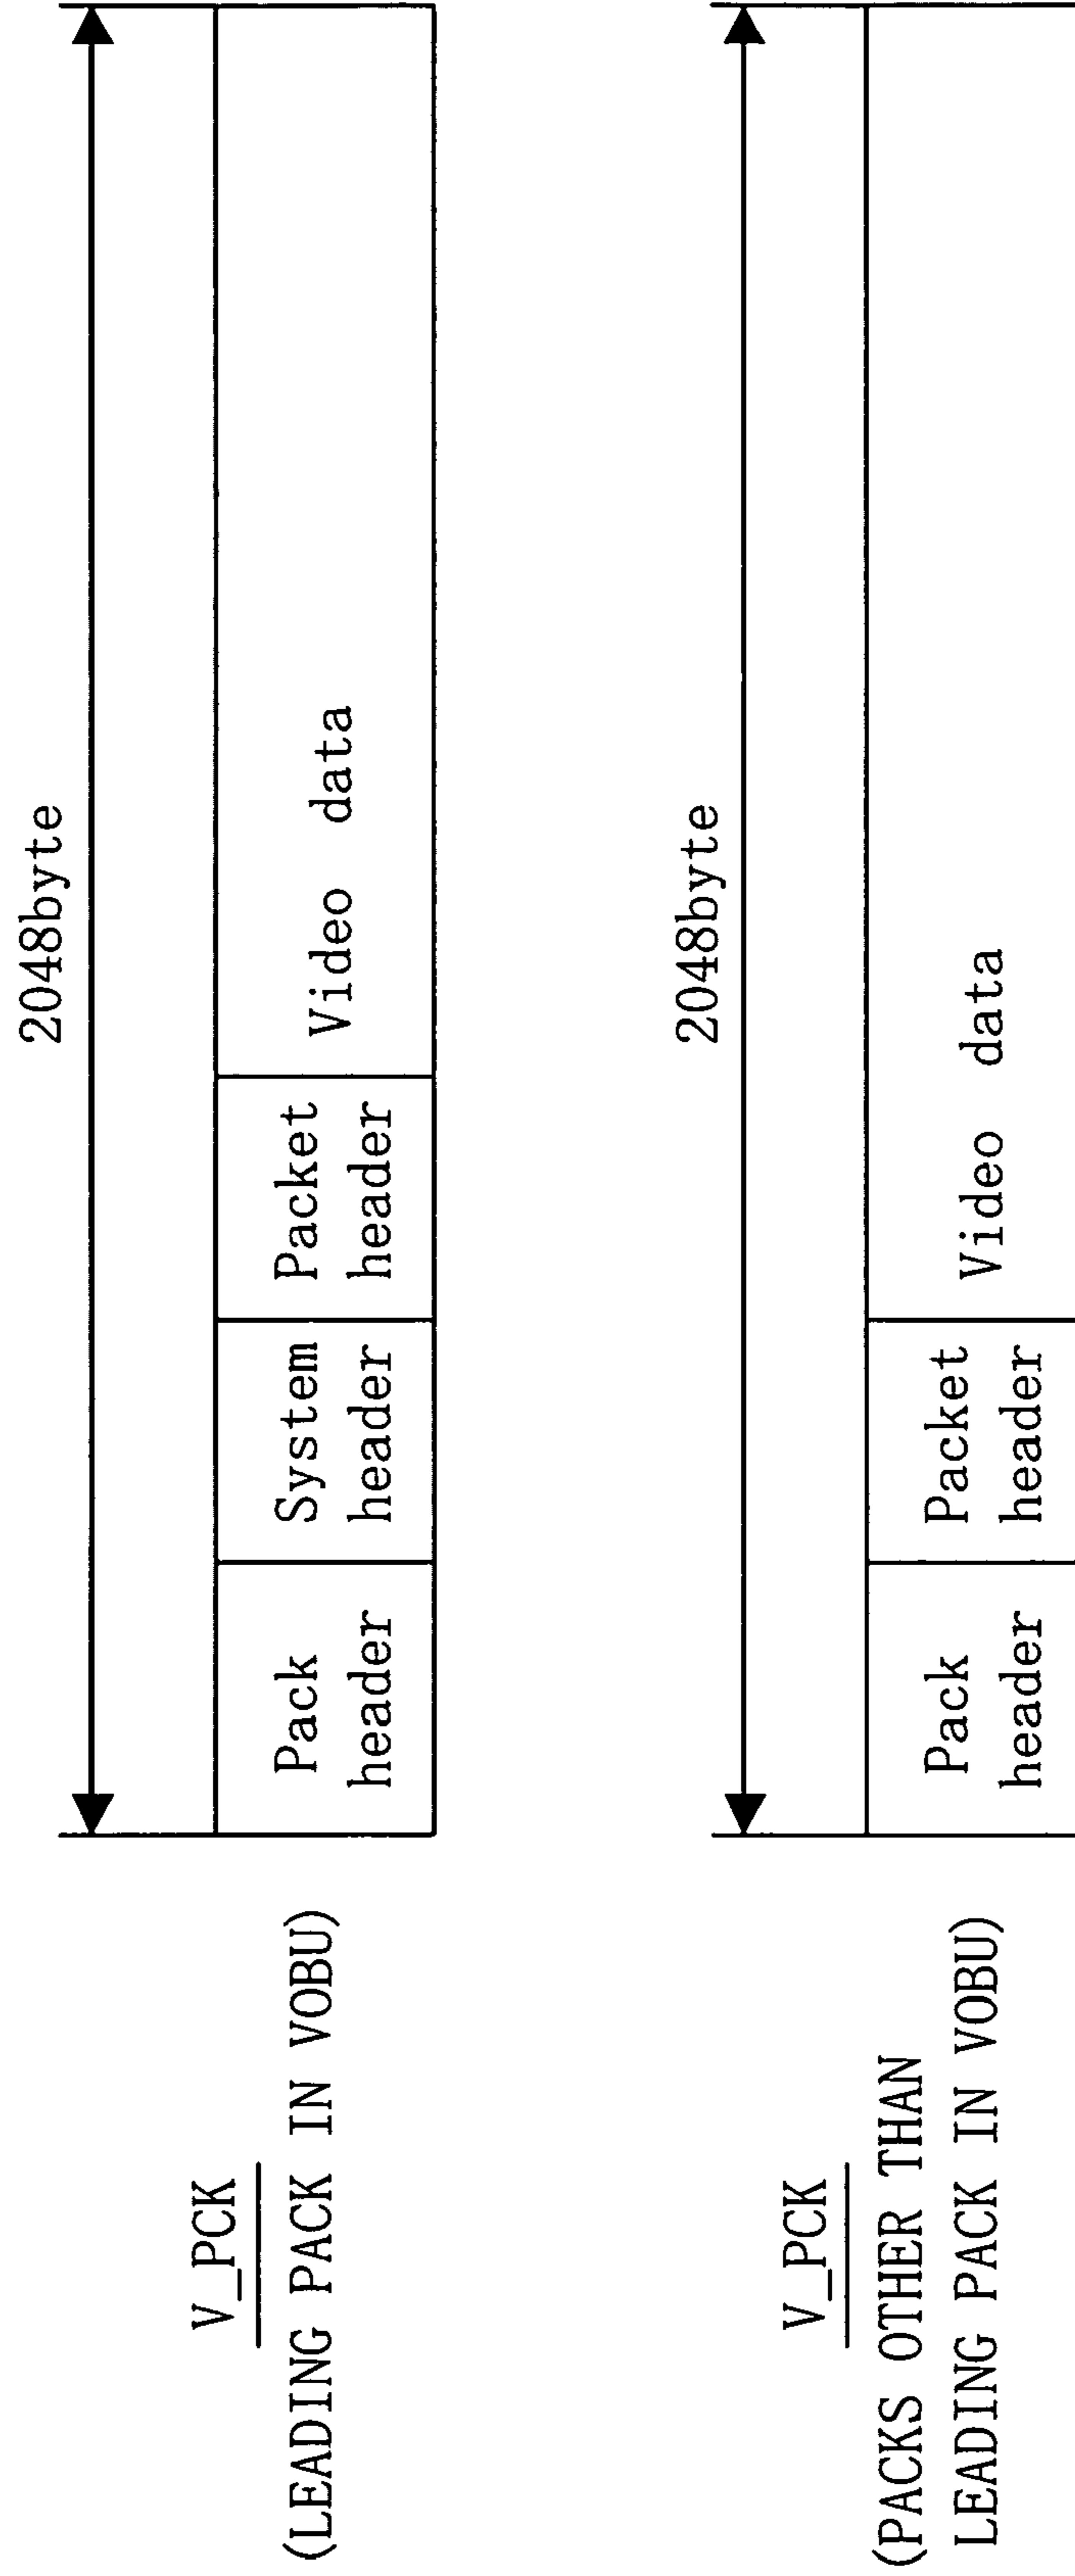 2048byte
V_PCK
(LEADING PACK IN VOBU)
Pack
header
System
header
Packet
header
Video data
2048byte
V_PCK
(PACKS OTHER THAN
LEADING PACK IN VOBU)
Pack
header
Packet
header
Video data